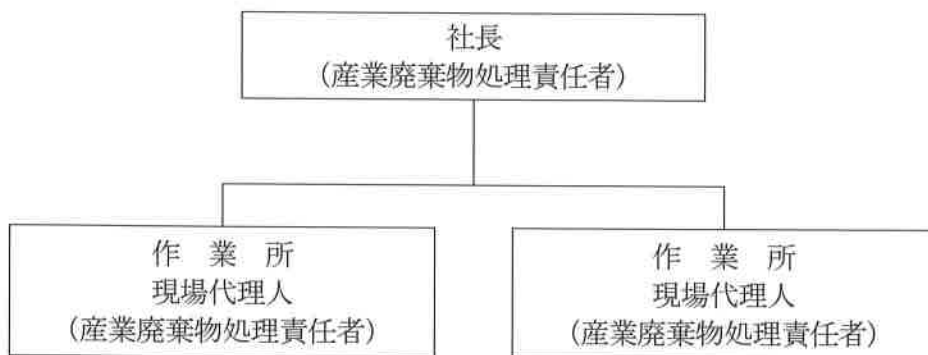 社長
(産業廃棄物処理責任者)
作 業 所
現場代理人
(産業廃棄物処理責任者)
作 業 所
現場代理人
(産業廃棄物処理責任者)